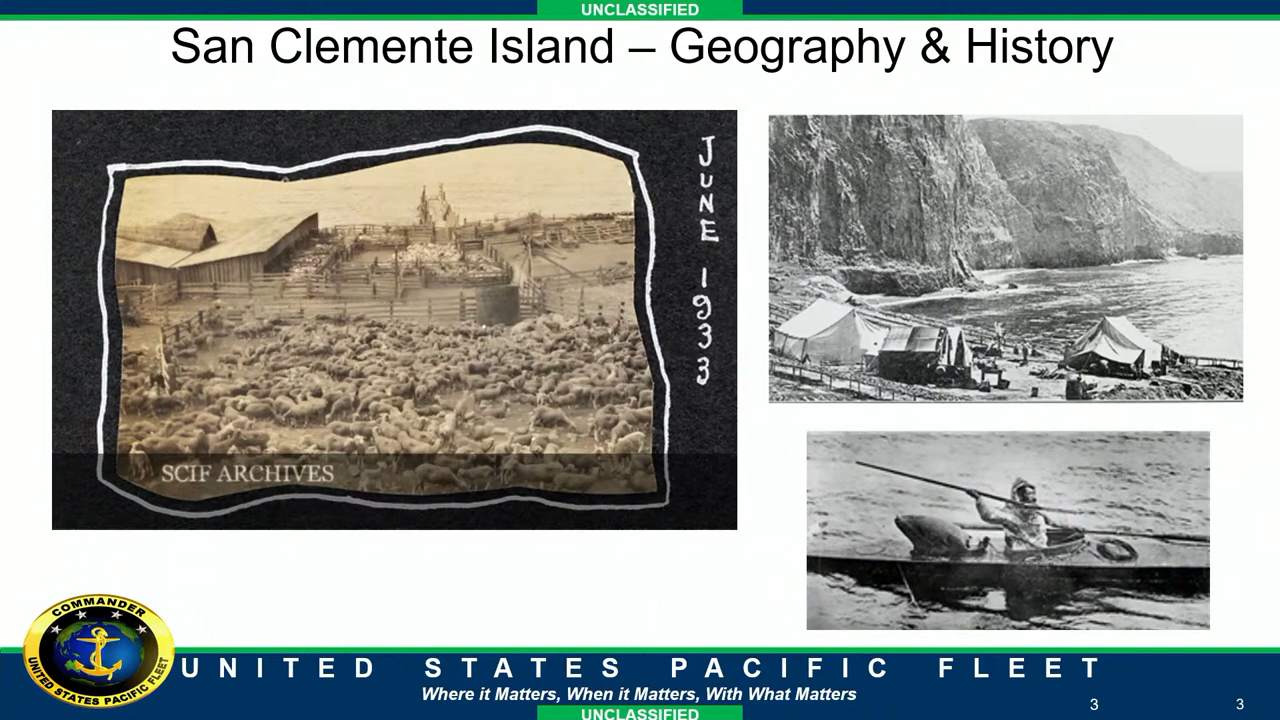 UNCLASSIFIED
San Clemente Island – Geography & History
JUNE 1933
SCIF ARCHIVES
COMMANDER
UNITED STATES PACIFIC FLEET
UNITED STATES PACIFIC FLEET
Where it Matters, When it Matters, With What Matters
3
3
UNCLASSIFIED